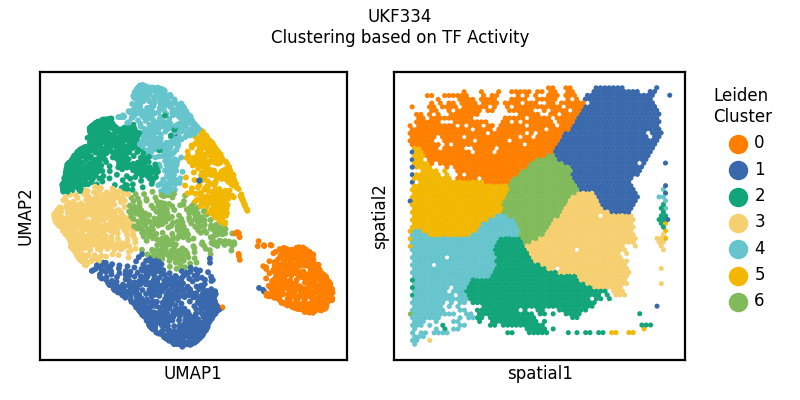 UKF334
Clustering based on TF Activity
UMAP2
UMAP1
spatial2
spatial1
Leiden
Cluster
0
1
2
3
4
5
6